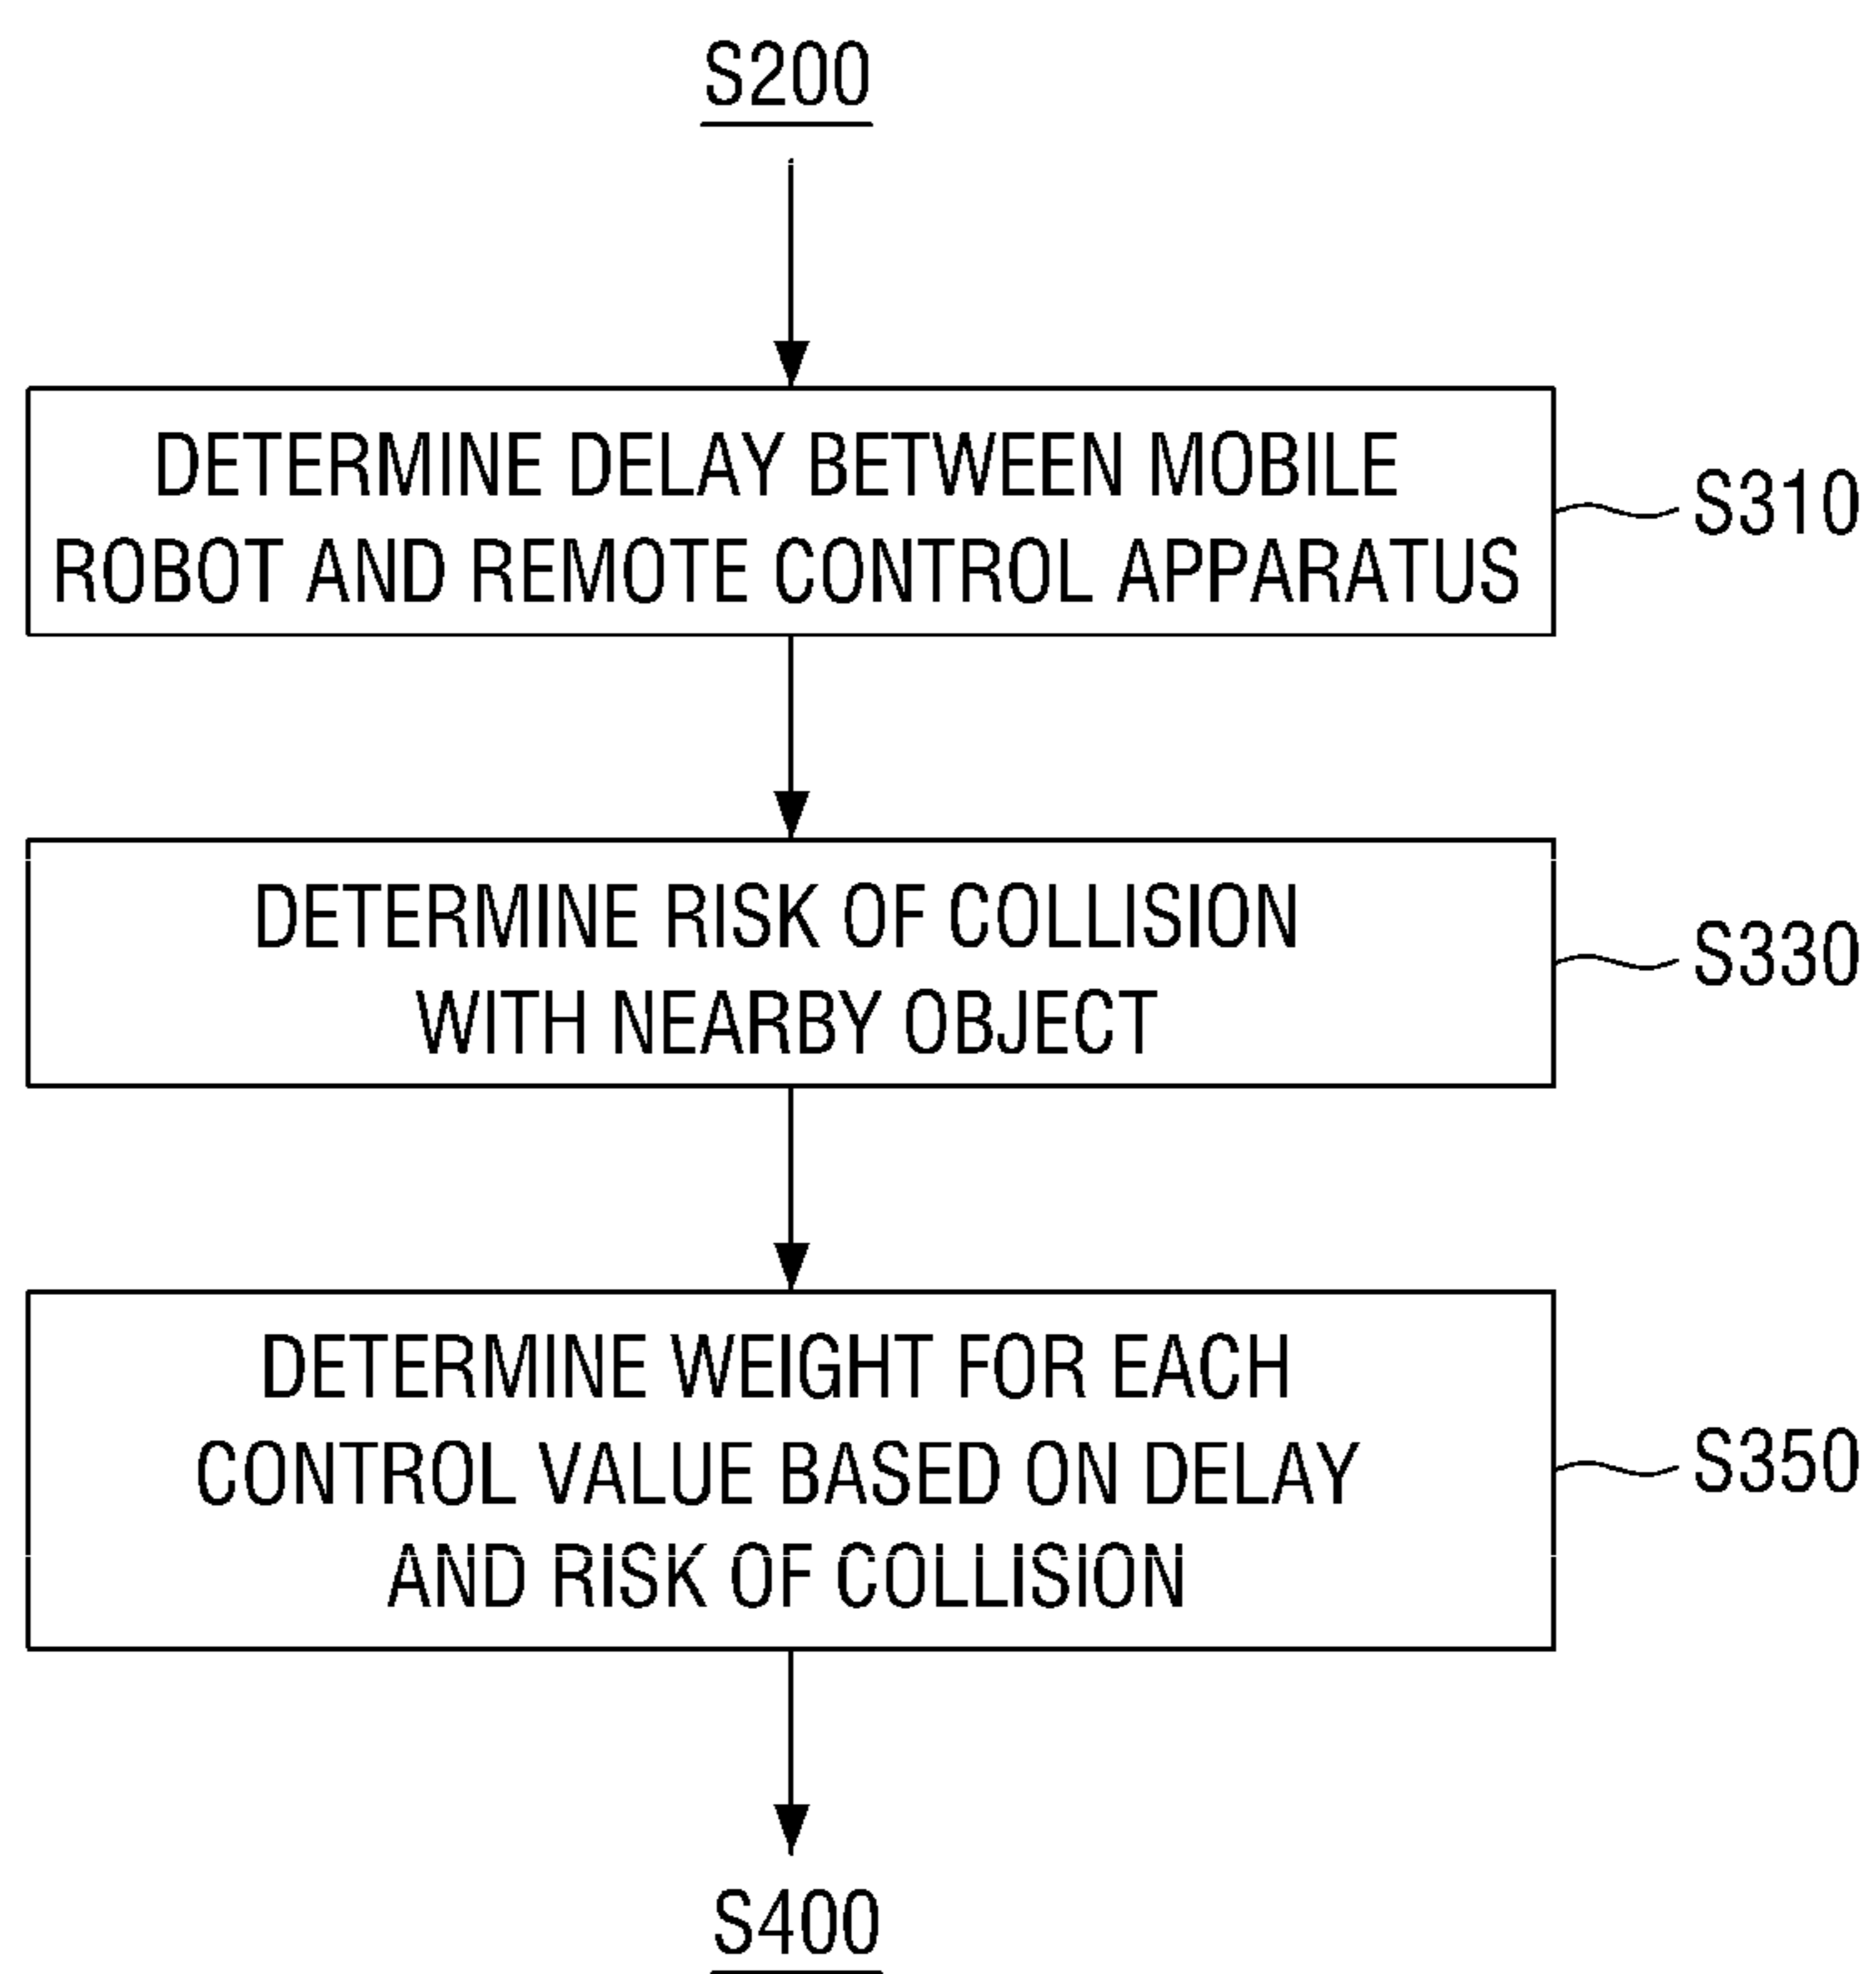 S200
DETERMINE DELAY BETWEEN MOBILE
ROBOT AND REMOTE CONTROL APPARATUS
S310
DETERMINE RISK OF COLLISION
WITH NEARBY OBJECT
S330
DETERMINE WEIGHT FOR EACH
CONTROL VALUE BASED ON DELAY
AND RISK OF COLLISION
S350
S400